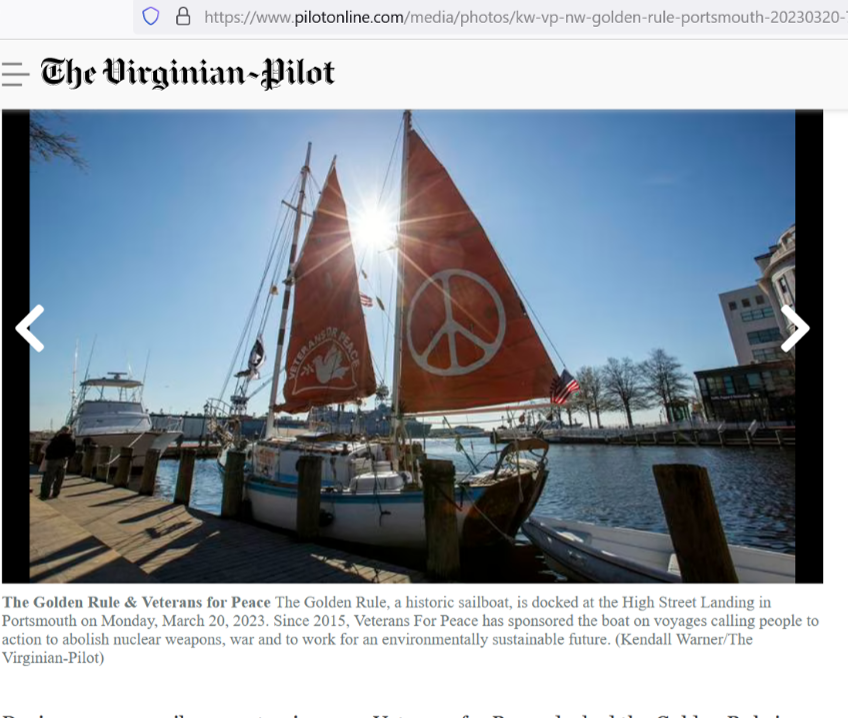 https://www.pilotonline.com/media/photos/kw-vp-nw-golden-rule-portsmouth-20230320-
The Virginian-Pilot
VETERANS FOR PEACE
The Golden Rule & Veterans for Peace The Golden Rule, a historic sailboat, is docked at the High Street Landing in
Portsmouth on Monday, March 20, 2023. Since 2015, Veterans For Peace has sponsored the boat on voyages calling people to
action to abolish nuclear weapons, war and to work for an environmentally sustainable future. (Kendall Warner/The
Virginian-Pilot)